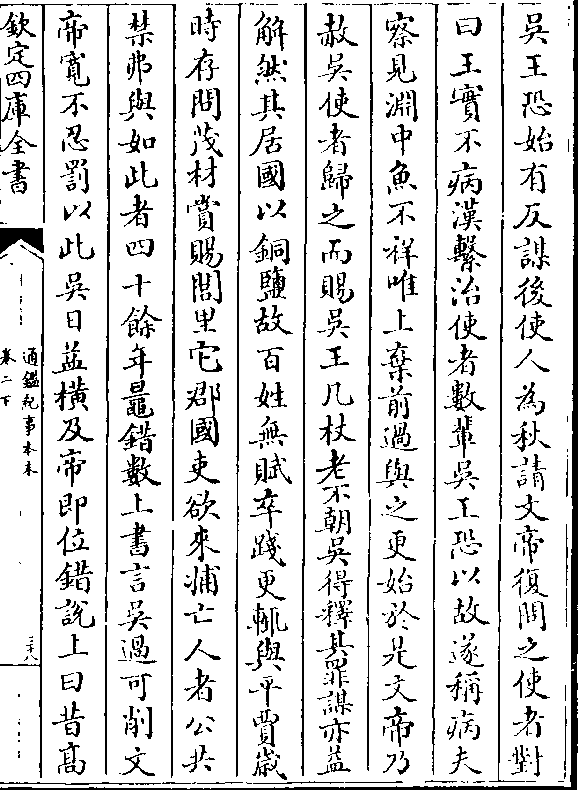 吳王恐始有反謀後使人為秋請文帝復問之使者對
曰王實不病漢繫治使者數輩吳王恐以故遂稱病夫
察見淵中魚不祥唯上棄前過與之更始於是文帝乃
赦吳使者歸之而賜吳王几杖老不朝吳得釋其罪謀亦益
解然其居國以銅鹽故百姓無賦卒踐更輒與平賈歲
時存問茂材賞賜閭里它郡國吏欲來捕亡人者公共
禁弗與如此者四十餘年鼂錯數上書言吳過可削文
帝寬不忍罰以此吳日益橫及帝即位錯說上曰昔高
欽定四庫全書
通鑑紀事本末
卷二下
三十八